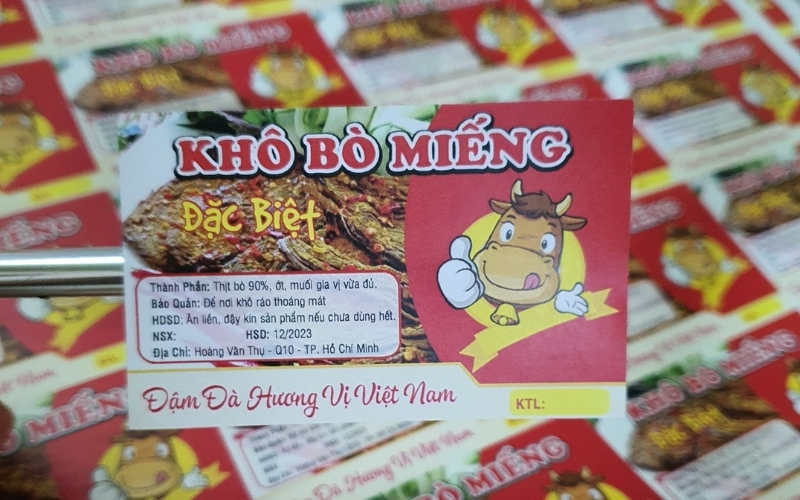 KHÔ BÒ MIẾNG
Đặc Biệt
Thành Phần: Thịt bò 90%, ớt, muối gia vị vừa đủ.
Bảo Quản: Để nơi khô ráo thoáng mát
HDSD: Ăn liền, đậy kín sản phẩm nếu chưa dùng hết.
NSX: HSD: 12/2023
Địa Chỉ: Hoàng Văn Thụ - Q10 - TP. Hồ Chí Minh
Đậm Đà Hương Vị Việt Nam
KTL: